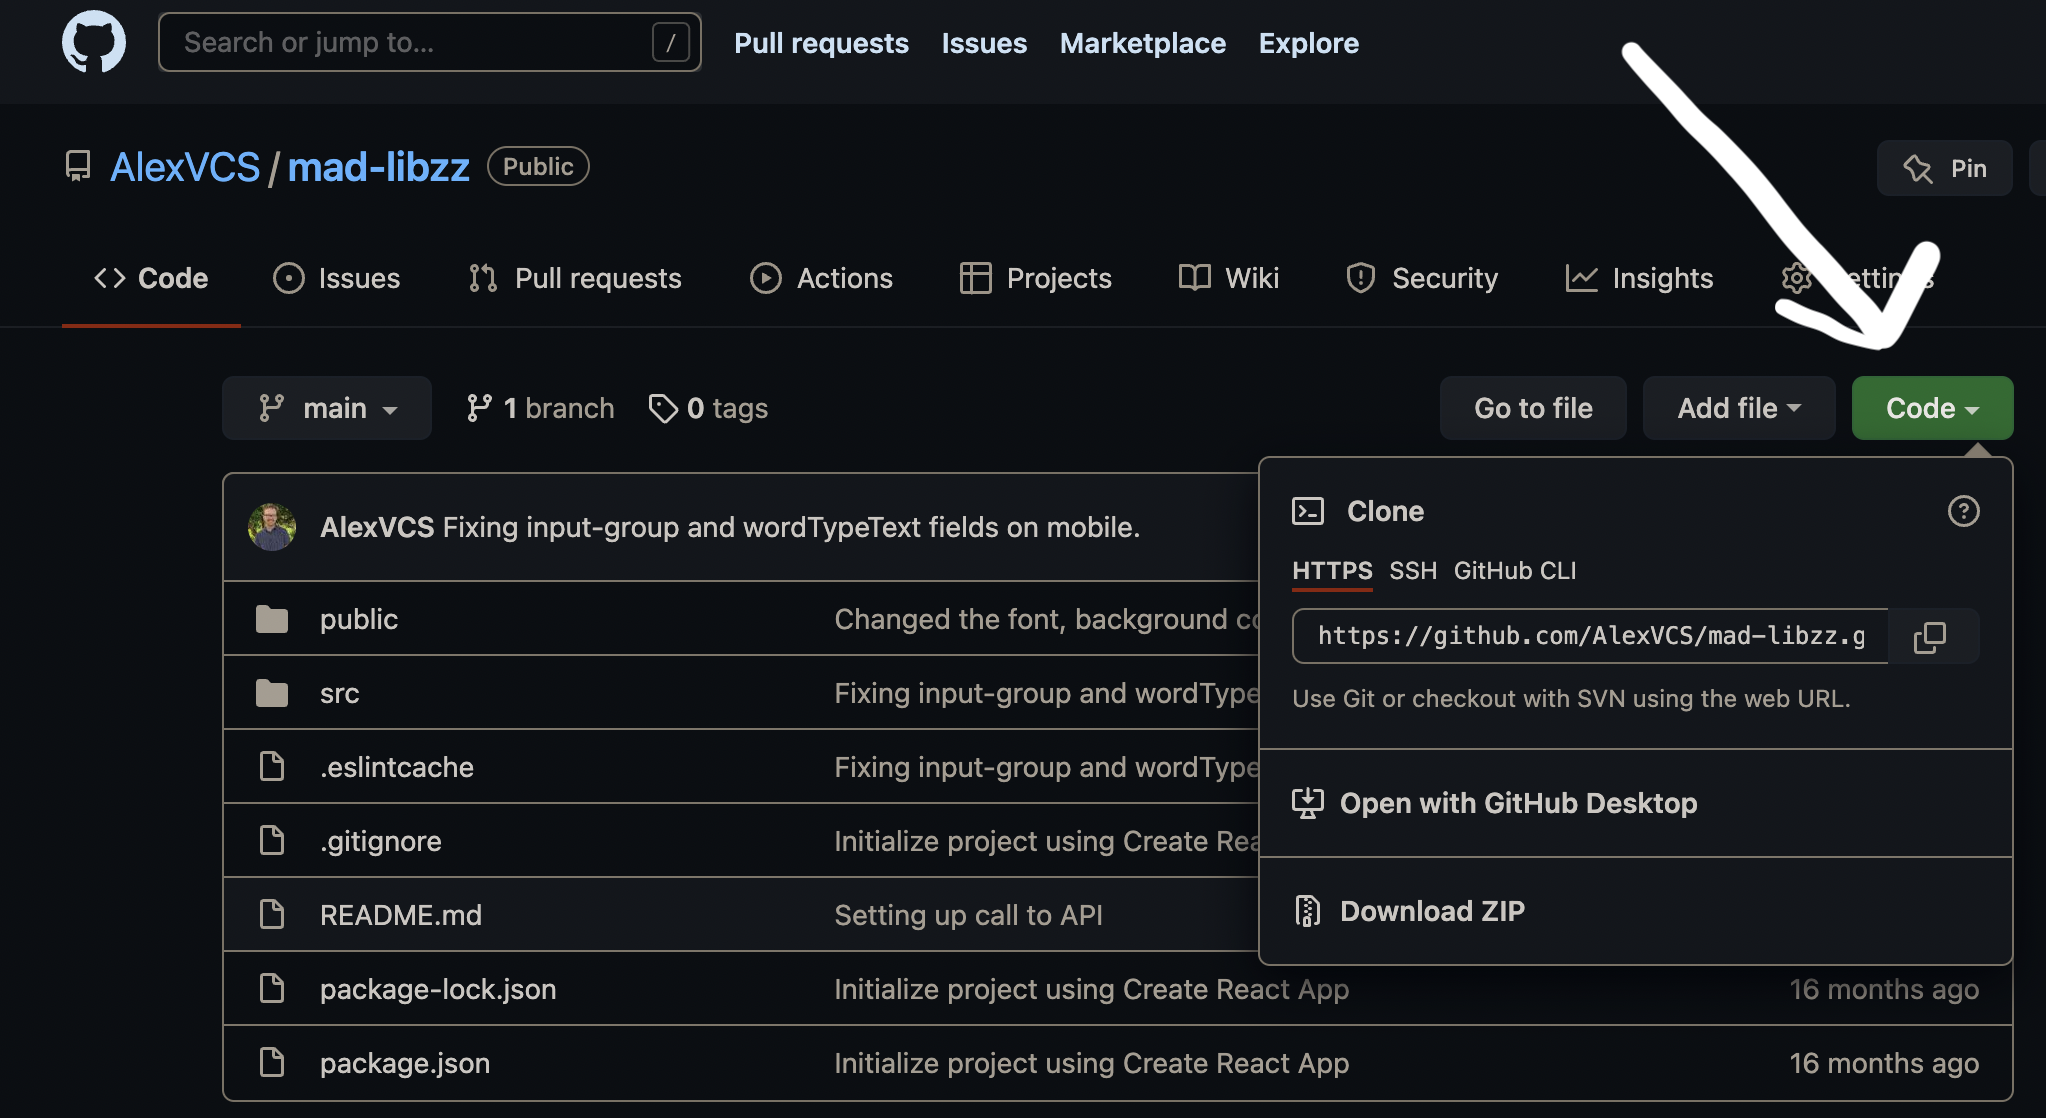 Search or jump to... / Pull requests Issues Marketplace Explore
AlexVCS / mad-libzz Public Pin
Code Issues Pull requests Actions Projects Wiki Security Insights
main 1 branch 0 tags Go to file Add file Code
AlexVCS Fixing input-group and wordTypeText fields on mobile.
Clone
HTTPS SSH GitHub CLI
https://github.com/AlexVCS/mad-libzz.g
Use Git or checkout with SVN using the web URL.
Open with GitHub Desktop
Download ZIP
public Changed the font, background
src Fixing input-group and wordType
.eslintcache Fixing input-group and wordType
.gitignore Initialize project using Create
README.md Setting up call to API
package-lock.json Initialize project using Create React App 16 months ago
package.json Initialize project using Create React App 16 months ago